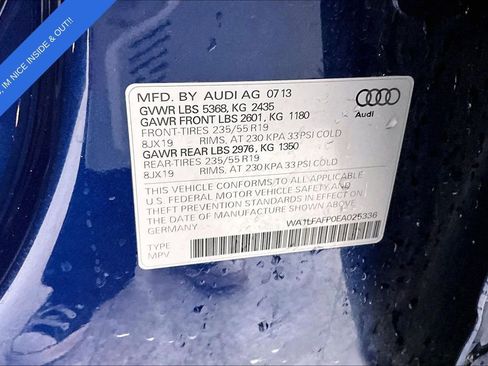 , IM NICE INSIDE & OUT!!
MFD. BY AUDI AG 07 13
GVWR LBS 5368, KG 2435
GAWR FRONT LBS 2601, KG 1180
FRONT-TIRES 235/55 R19
8JX19 RIMS, AT 230 KPA 33 PSI COLD
GAWR REAR LBS 2976, KG 1350
REAR-TIRES 235/55 R19
8JX19 RIMS, AT 230 KPA 33 PSI COLD
THIS VEHICLE CONFORMS TO ALL APPLICABLE
U.S. FEDERAL MOTOR VEHICLE SAFETY AND
THEFT PREVENTION STANDARDS IN EFFECT ON
THE DATE OF MANUFACTURE SHOWN ABOVE
GERMANY
TYPE
MPV
WA1LFAFP0EA025336
Audi